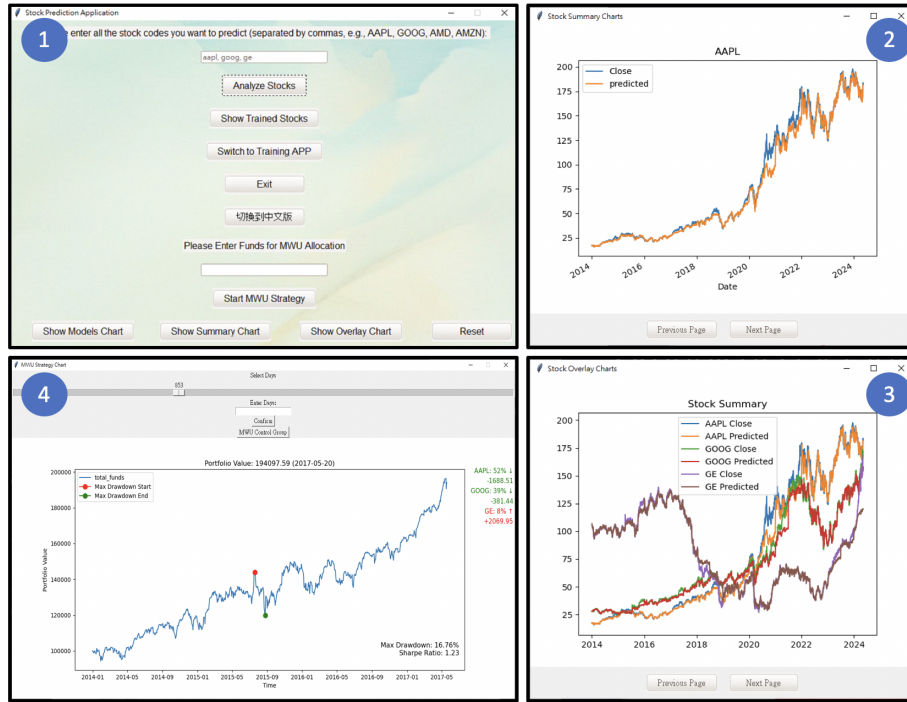 Stock Prediction Application
1
enter all the stock codes you want to predict (separated by commas, e.g., AAPL, GOOG, AMD, AMZN):
aapl, goog, ge
Analyze Stocks
Show Trained Stocks
Switch to Training APP
Exit
切換到中文版
Please Enter Funds for MWU Allocation
Start MWU Strategy
Show Models Chart
Show Summary Chart
Show Overlay Chart
Reset
Stock Summary Charts
2
AAPL
Close
predicted
200
175
150
125
100
75
50
25
2014
2016
2018
2020
2022
2024
Date
Previous Page
Next Page
MWU Strategy Chart
4
Select Days
853
Enter Days:
Confirm
MWU Control Group
Portfolio Value: 194097.59 (2017-05-20)
total_funds
Max Drawdown Start
Max Drawdown End
AAPL: 52% ↓
-1688.51
GOOG: 39% ↓
-381.44
GE: 8% ↑
+2069.95
Portfolio Value
200000
180000
160000
140000
120000
100000
Max Drawdown: 16.76%
Sharpe Ratio: 1.23
2014-01
2014-05
2014-09
2015-01
2015-05
2015-09
2016-01
2016-05
2016-09
2017-01
2017-05
Time
Stock Overlay Charts
3
Stock Summary
AAPL Close
AAPL Predicted
GOOG Close
GOOG Predicted
GE Close
GE Predicted
200
175
150
125
100
75
50
25
2014
2016
2018
2020
2022
2024
Previous Page
Next Page